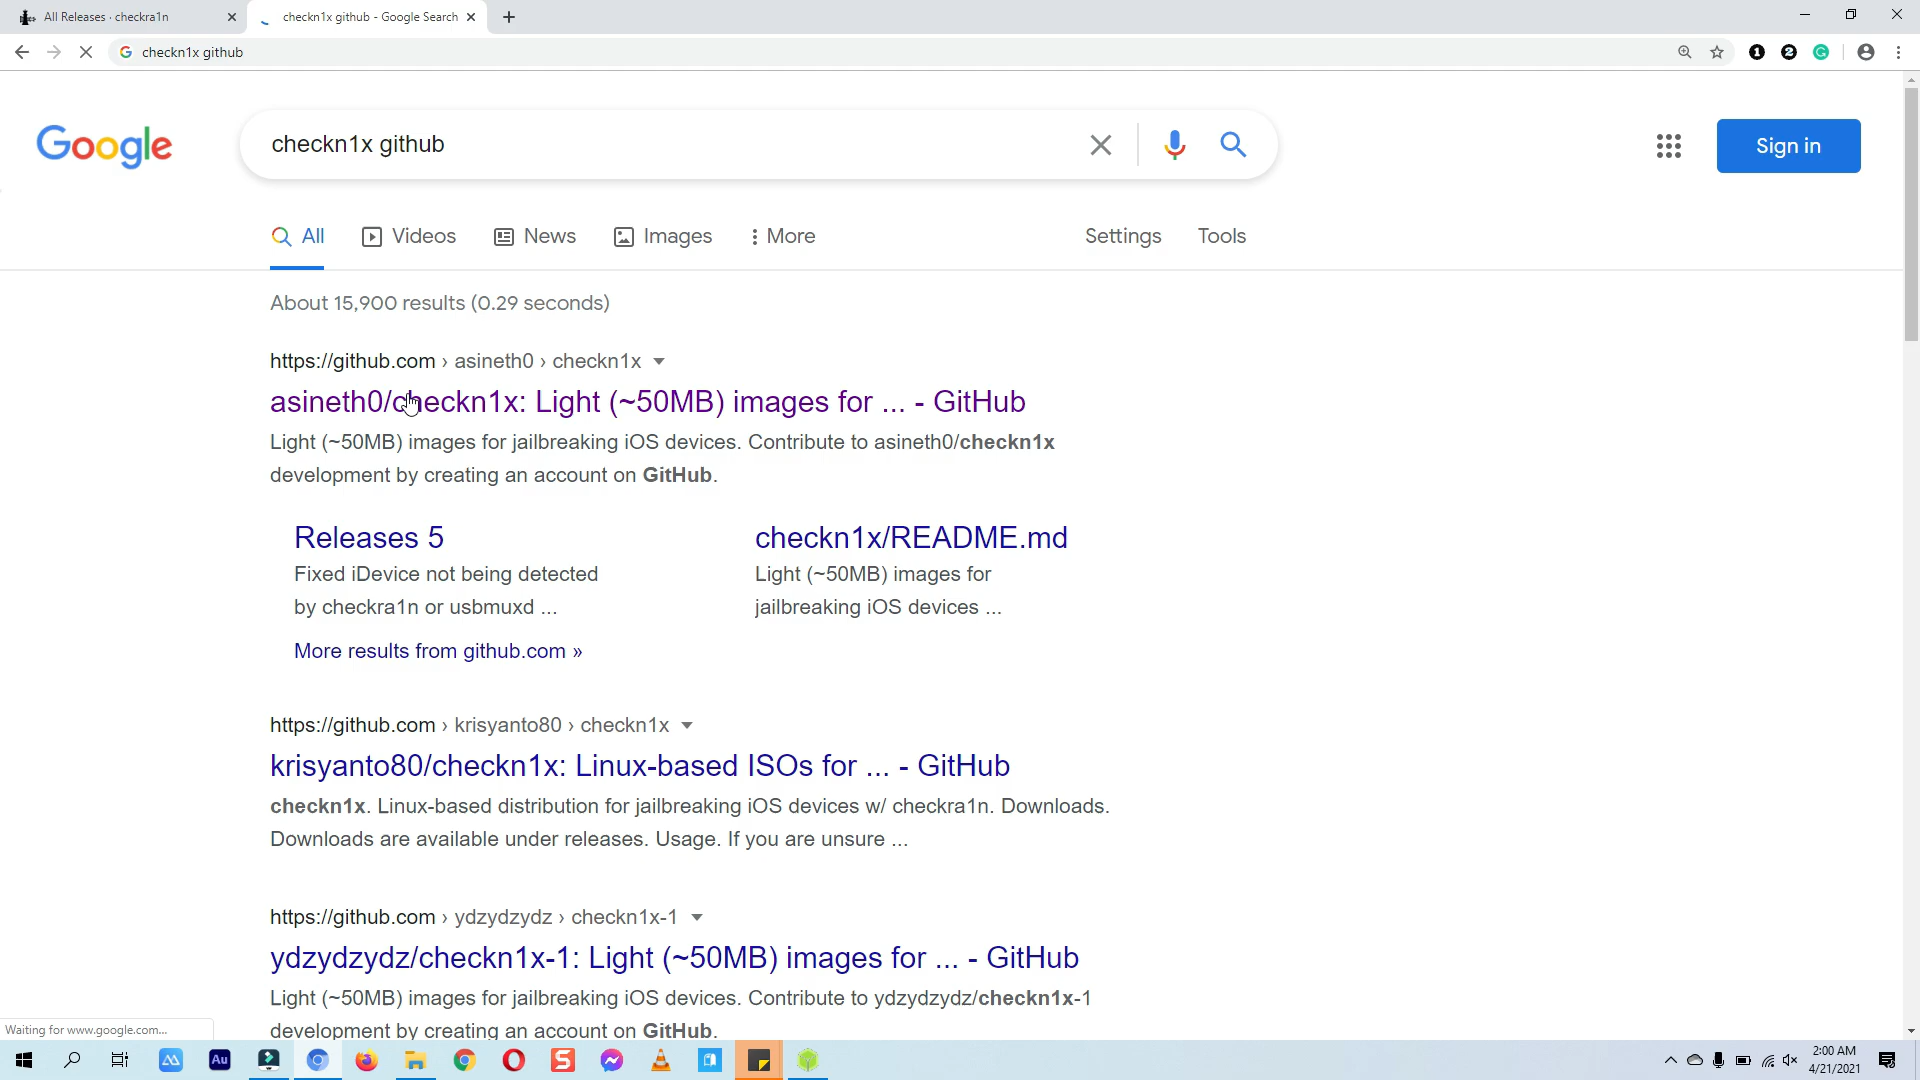 All Releases · checkra1n
checkn1x github - Google Search
checkn1x github
Google
checkn1x github
Sign in
All
Videos
News
Images
More
Settings
Tools
About 15,900 results (0.29 seconds)
https://github.com › asineth0 › checkn1x
asineth0/checkn1x: Light (~50MB) images for ... - GitHub
Light (~50MB) images for jailbreaking iOS devices. Contribute to asineth0/checkn1x
development by creating an account on GitHub.
Releases 5
Fixed iDevice not being detected
by checkra1n or usbmuxd ...
checkn1x/README.md
Light (~50MB) images for
jailbreaking iOS devices ...
More results from github.com »
https://github.com › krisyanto80 › checkn1x
krisyanto80/checkn1x: Linux-based ISOs for ... - GitHub
checkn1x. Linux-based distribution for jailbreaking iOS devices w/ checkra1n. Downloads.
Downloads are available under releases. Usage. If you are unsure ...
https://github.com › ydzydzydz › checkn1x-1
ydzydzydz/checkn1x-1: Light (~50MB) images for ... - GitHub
Light (~50MB) images for jailbreaking iOS devices. Contribute to ydzydzydz/checkn1x-1
development by creating an account on GitHub.
Waiting for www.google.com...
Au
2:00 AM
4/21/2021